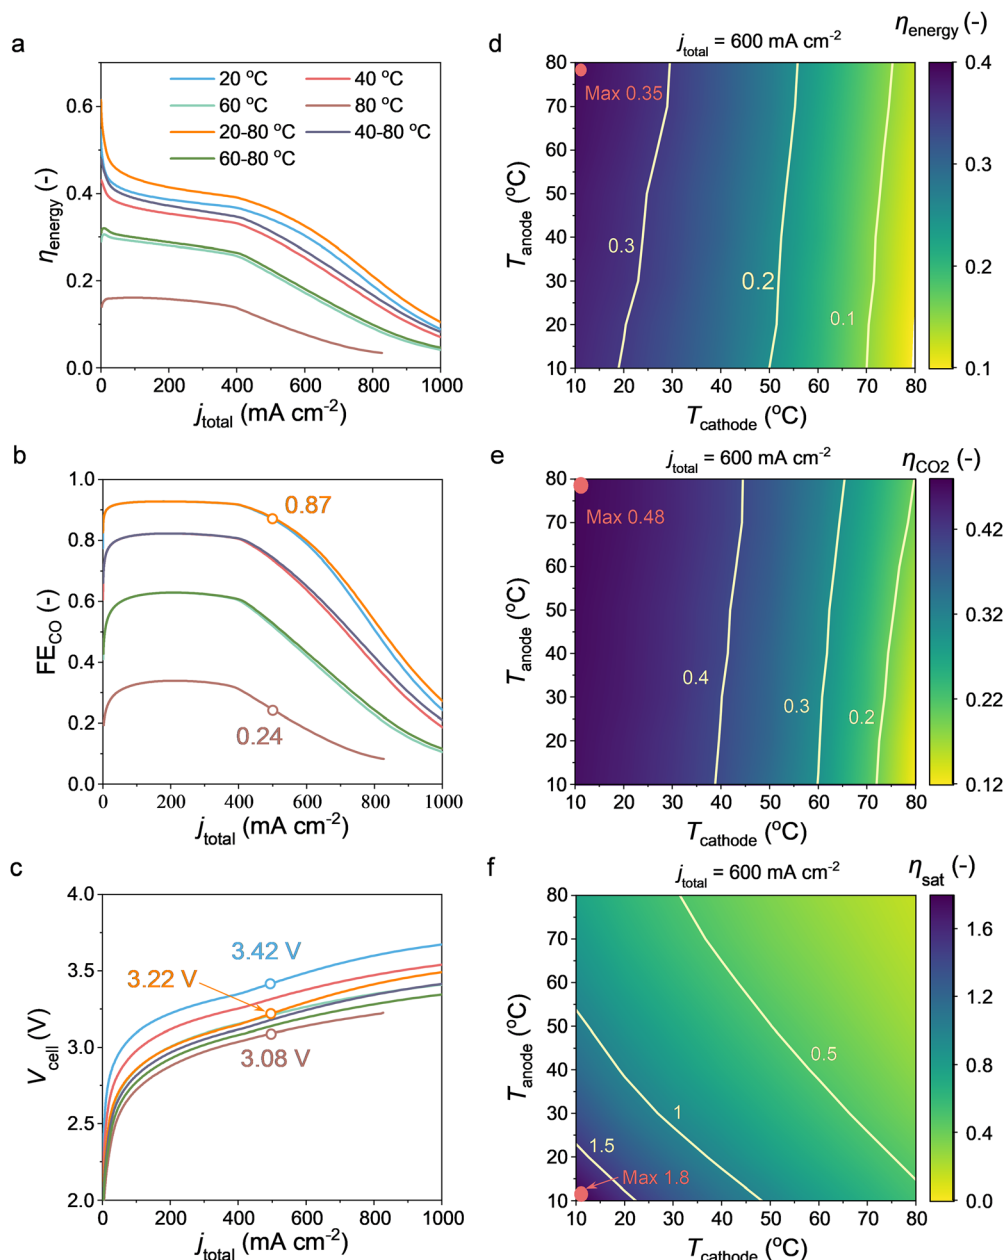 a
20 °C
40 °C
60 °C
80 °C
20-80 °C
40-80 °C
60-80 °C
0.6
0.4
0.2
0.0
ηenergy (-)
0 200 400 600 800 1000
jtotal (mA cm-2)
b
1.0
0.8
0.6
0.4
0.2
0.0
FECO (-)
0.87
0.24
0 200 400 600 800 1000
jtotal (mA cm-2)
c
4.0
3.5
3.0
2.5
2.0
Vcell (V)
3.42 V
3.22 V
3.08 V
0 200 400 600 800 1000
jtotal (mA cm-2)
d
jtotal = 600 mA cm-2
ηenergy (-)
80
70
60
50
40
30
20
10
Tanode (oC)
Max 0.35
0.3
0.2
0.1
10 20 30 40 50 60 70 80
Tcathode (oC)
0.4
0.3
0.2
0.1
e
jtotal = 600 mA cm-2
ηCO2 (-)
80
70
60
50
40
30
20
10
Tanode (oC)
Max 0.48
0.4
0.3
0.2
10 20 30 40 50 60 70 80
Tcathode (oC)
0.42
0.32
0.22
0.12
f
jtotal = 600 mA cm-2
ηsat (-)
80
70
60
50
40
30
20
10
Tanode (oC)
0.5
1
1.5
Max 1.8
10 20 30 40 50 60 70 80
Tcathode (oC)
1.6
1.2
0.8
0.4
0.0